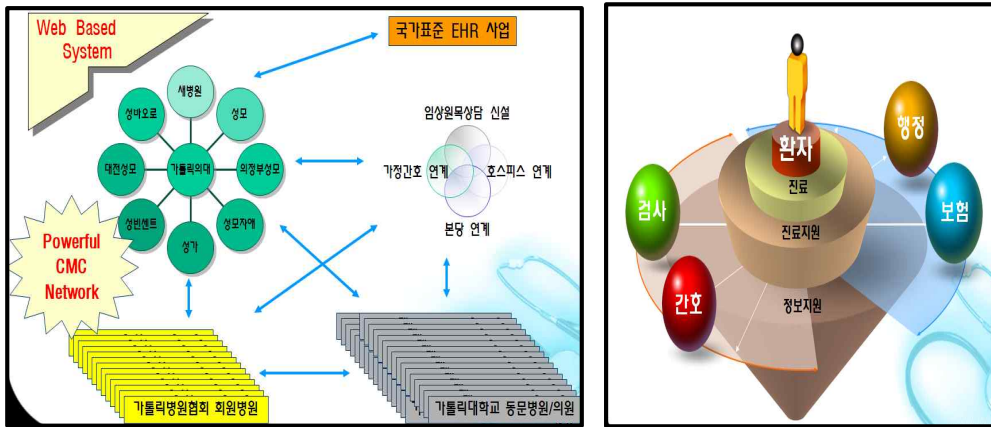 Web Based
System
국가표준 EHR 사업
새병원
성바오로
성모
대전성모
가톨릭의대
의정부성모
성빈센트
성모자애
성가
임상원목상담 신설
가정간호 연계
호스피스 연계
본당 연계
Powerful
CMC
Network
가톨릭병원협회 회원병원
가톨릭대학교 동문병원/의원
환자
진료
진료지원
정보지원
행정
검사
보험
간호